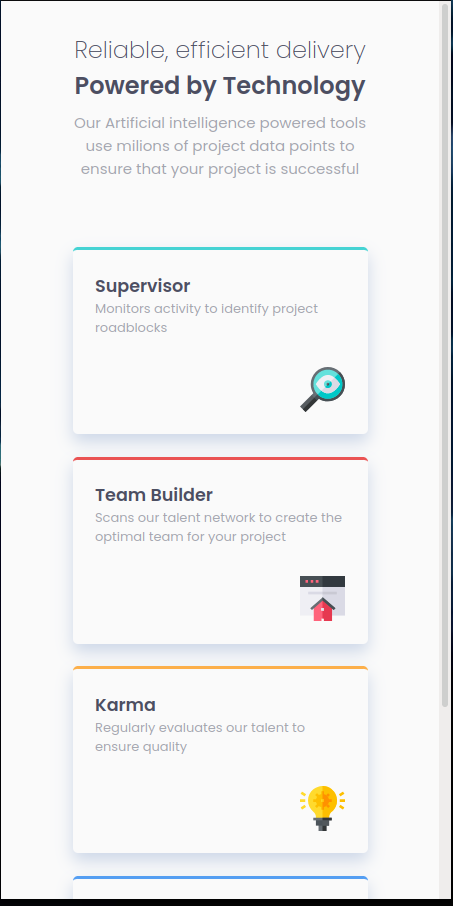 Reliable, efficient delivery
Powered by Technology
Our Artificial intelligence powered tools
use milions of project data points to
ensure that your project is successful
Supervisor
Monitors activity to identify project
roadblocks
Team Builder
Scans our talent network to create the
optimal team for your project
Karma
Regularly evaluates our talent to
ensure quality